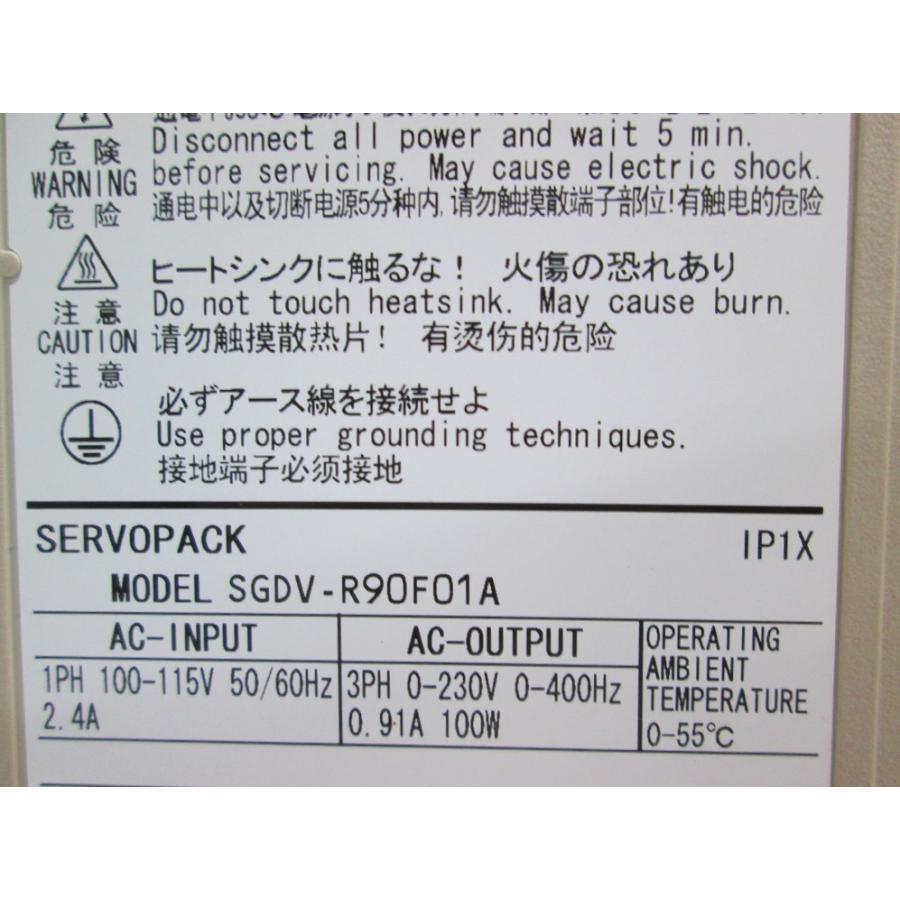 危険
WARNING
危险
Disconnect all power and wait 5 min.
before servicing. May cause electric shock.
通电中以及切断电源5分种内,请勿触摸散端子部位!有触电的危险
注意
CAUTION
注意
ヒートシンクに触るな! 火傷の恐れあり
Do not touch heatsink. May cause burn.
请勿触摸散热片! 有烫伤的危险
必ずアース線を接続せよ
Use proper grounding techniques.
接地端子必须接地
SERVOPACK IP1X
MODEL SGDV-R90F01A
AC-INPUT
1PH 100-115V 50/60Hz
2.4A
AC-OUTPUT
3PH 0-230V 0-400Hz
0.91A 100W
OPERATING
AMBIENT
TEMPERATURE
0-55℃